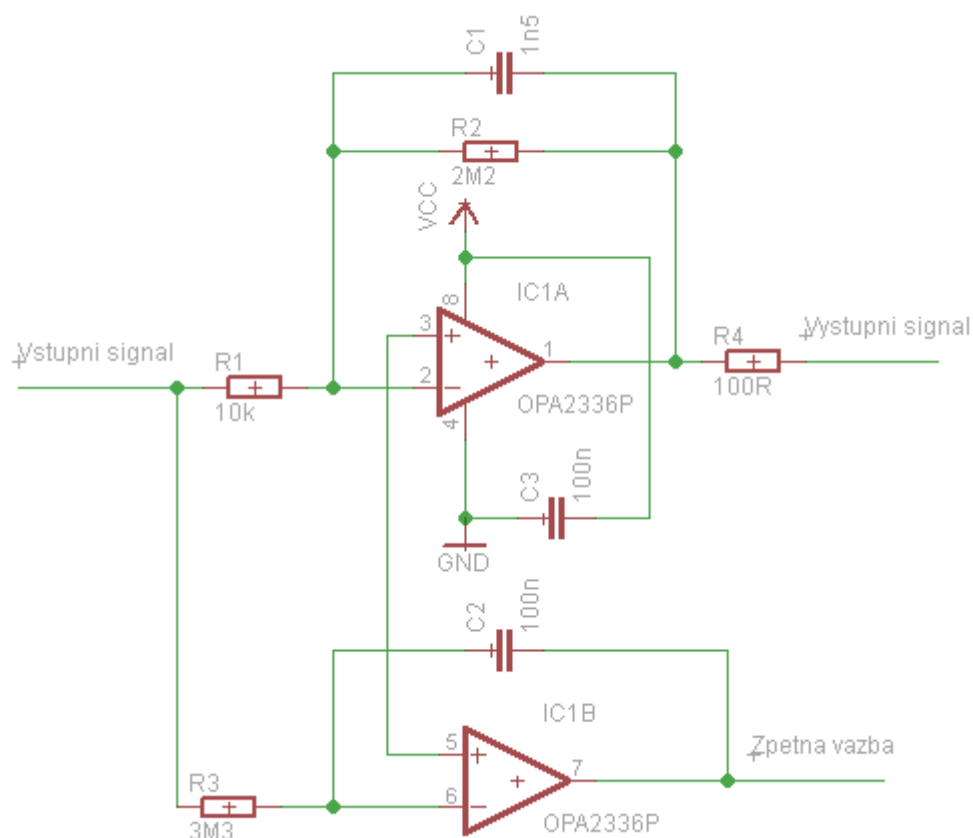 C1
1n5
R2
2M2
VCC
IC1A
8
3
1
2
4
OPA2336P
Vstupni signal
R1
10k
Vystupni signal
R4
100R
C3
100n
GND
C2
100n
IC1B
5
7
6
OPA2336P
Zpetna vazba
R3
3M3